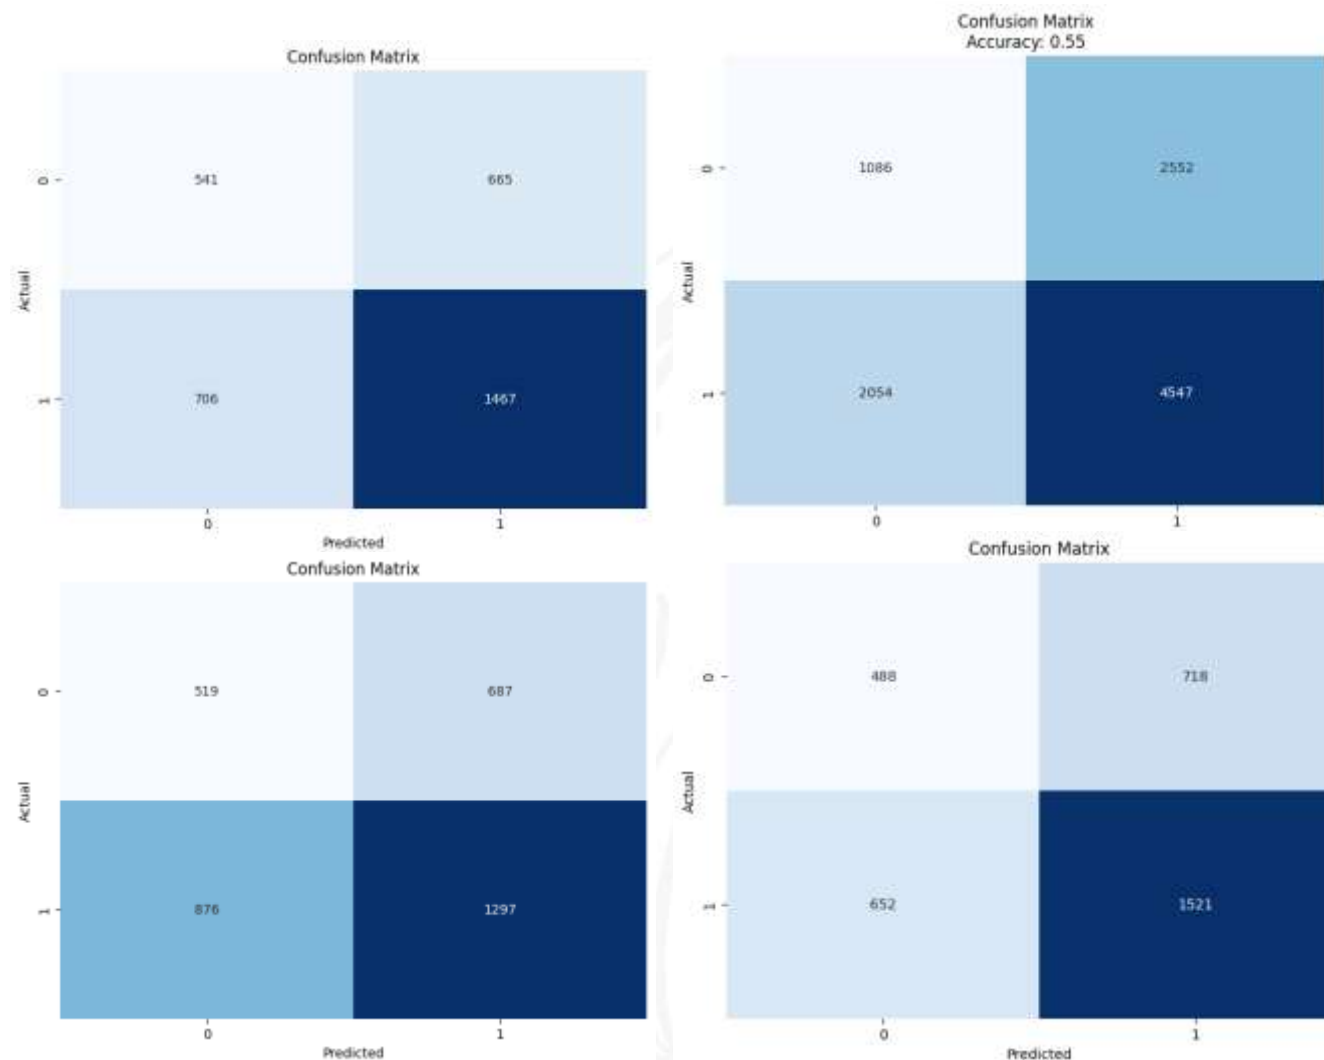 Confusion Matrix
0
541
665
Actual
1
706
1467
0
1
Predicted
Confusion Matrix
Accuracy: 0.55
0
1086
2552
Actual
1
2054
4547
0
1
Confusion Matrix
0
519
687
Actual
1
876
1297
0
1
Predicted
Confusion Matrix
0
488
718
Actual
1
652
1521
0
1
Predicted